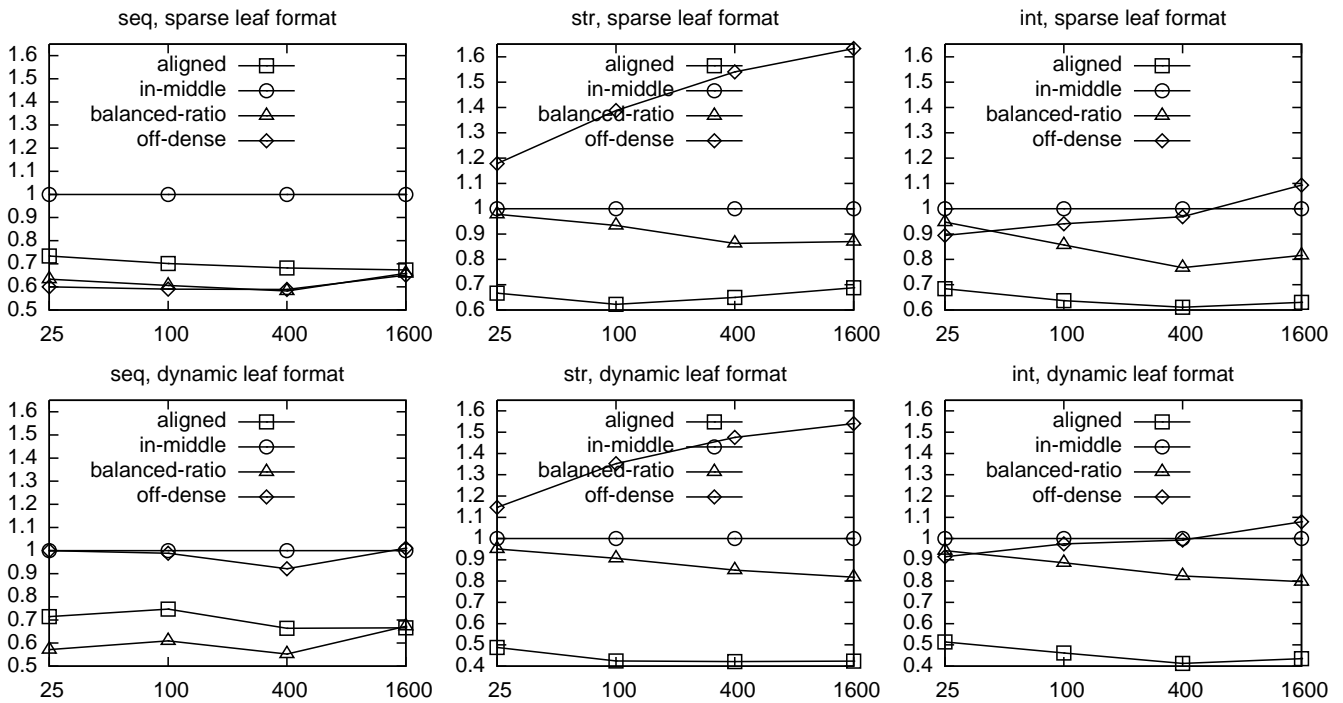 seq, sparse leaf format
1.6
1.5
1.4
1.3
1.2
1.1
1
0.9
0.8
0.7
0.6
0.5
aligned
in-middle
balanced-ratio
off-dense
25 100 400 1600
str, sparse leaf format
1.6
1.5
1.4
1.3
1.2
1.1
1
0.9
0.8
0.7
0.6
aligned
in-middle
balanced-ratio
off-dense
25 100 400 1600
int, sparse leaf format
1.6
1.5
1.4
1.3
1.2
1.1
1
0.9
0.8
0.7
0.6
aligned
in-middle
balanced-ratio
off-dense
25 100 400 1600
seq, dynamic leaf format
1.6
1.5
1.4
1.3
1.2
1.1
1
0.9
0.8
0.7
0.6
0.5
aligned
in-middle
balanced-ratio
off-dense
25 100 400 1600
str, dynamic leaf format
1.6
1.5
1.4
1.3
1.2
1.1
1
0.9
0.8
0.7
0.6
0.5
0.4
aligned
in-middle
balanced-ratio
off-dense
25 100 400 1600
int, dynamic leaf format
1.6
1.5
1.4
1.3
1.2
1.1
1
0.9
0.8
0.7
0.6
0.5
0.4
aligned
in-middle
balanced-ratio
off-dense
25 100 400 1600